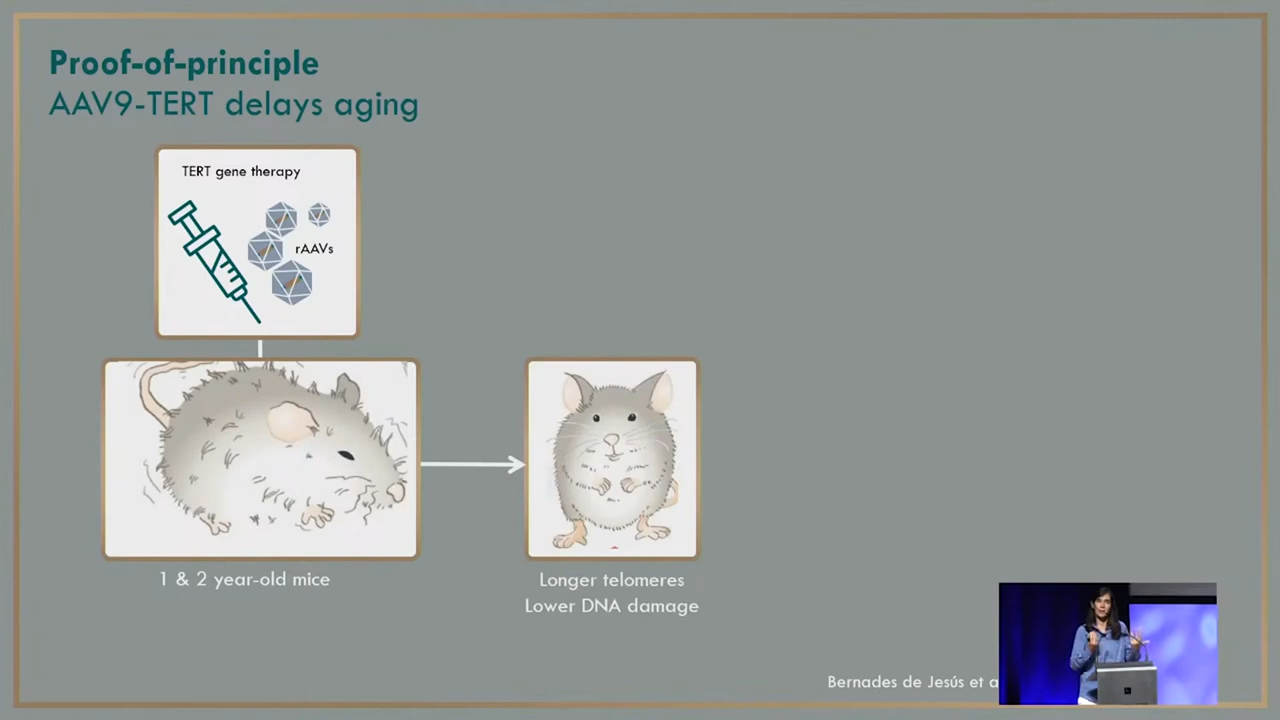 Proof-of-principle
AAV9-TERT delays aging
TERT gene therapy
rAAVs
1 & 2 year-old mice
Longer telomeres
Lower DNA damage
Bernades de Jesús et a